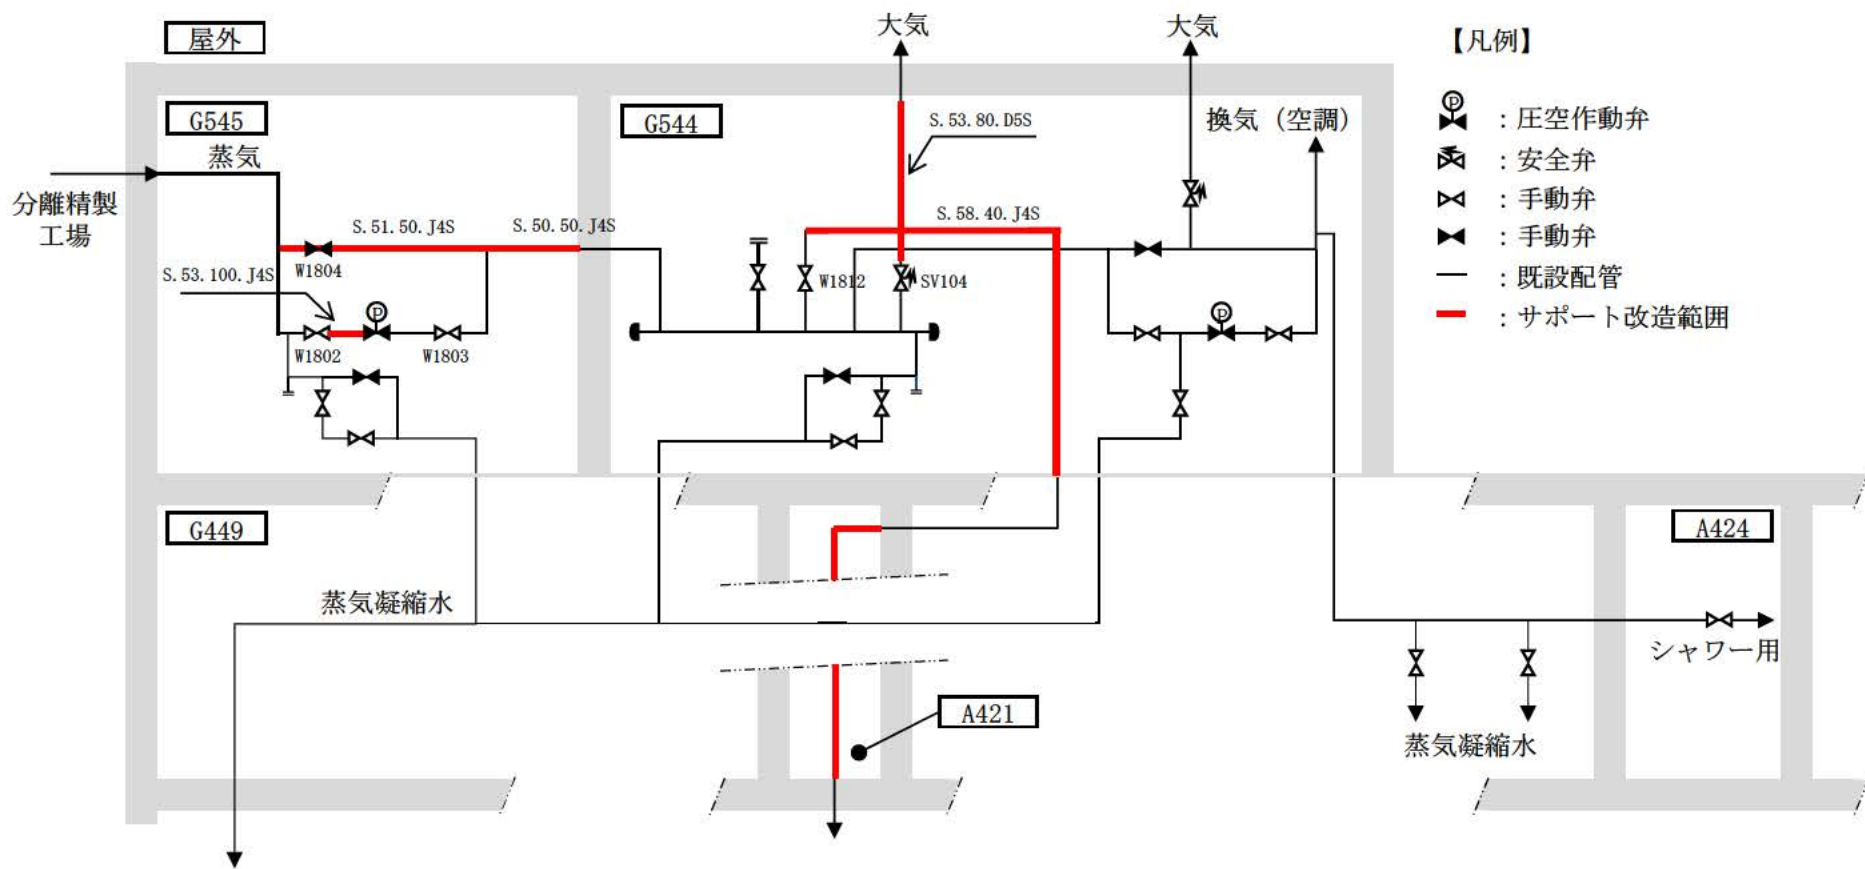 屋外
大気
大気
【凡例】
G545
G544
S.53.80.D5S
換気（空調）
Ⓟ：圧空作動弁
蒸気
：安全弁
分離精製
工場
：手動弁
S.51.50.J4S
S.50.50.J4S
S.58.40.J4S
：手動弁
W1804
S.53.100.J4S
W1812
SV104
：既設配管
P
P
：サポート改造範囲
W1802
W1803
G449
A424
蒸気凝縮水
シャワー用
A421
蒸気凝縮水